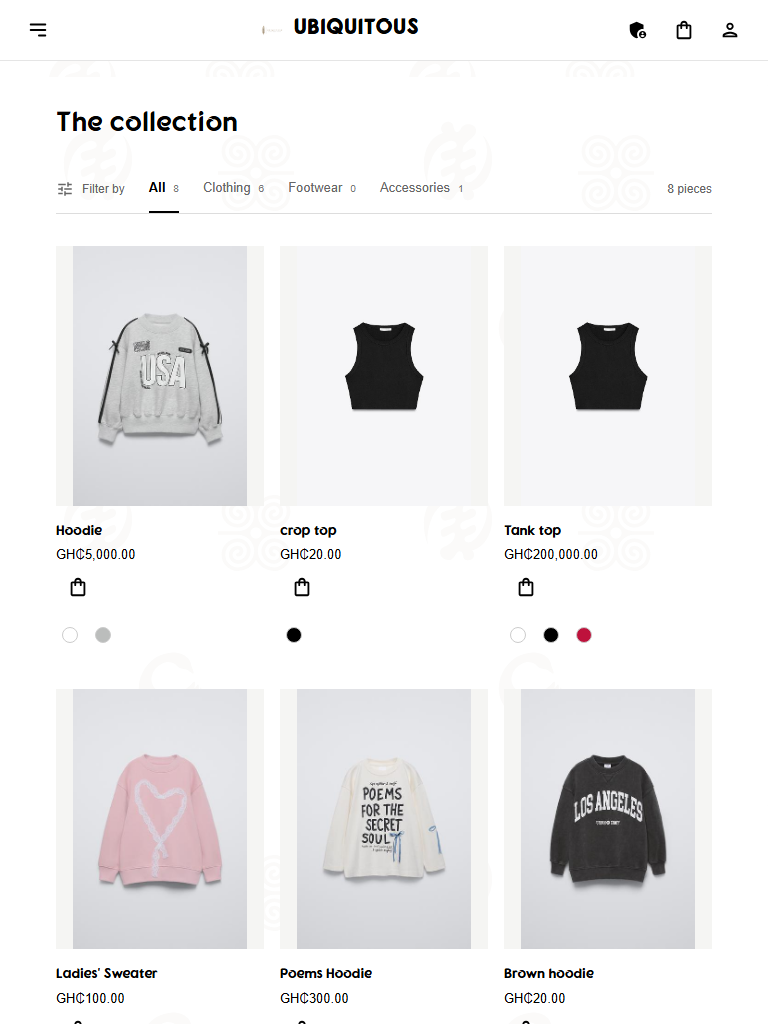 UBIQUITOUS
The collection
Filter by All 8 Clothing 6 Footwear 0 Accessories 1 8 pieces
USA
Hoodie crop top Tank top
GH₵5,000.00 GH₵20.00 GH₵200,000.00
POEMS
FOR THE
SECRET
SOUL
LOS ANGELES
Ladies' Sweater Poems Hoodie Brown hoodie
GH₵100.00 GH₵300.00 GH₵20.00